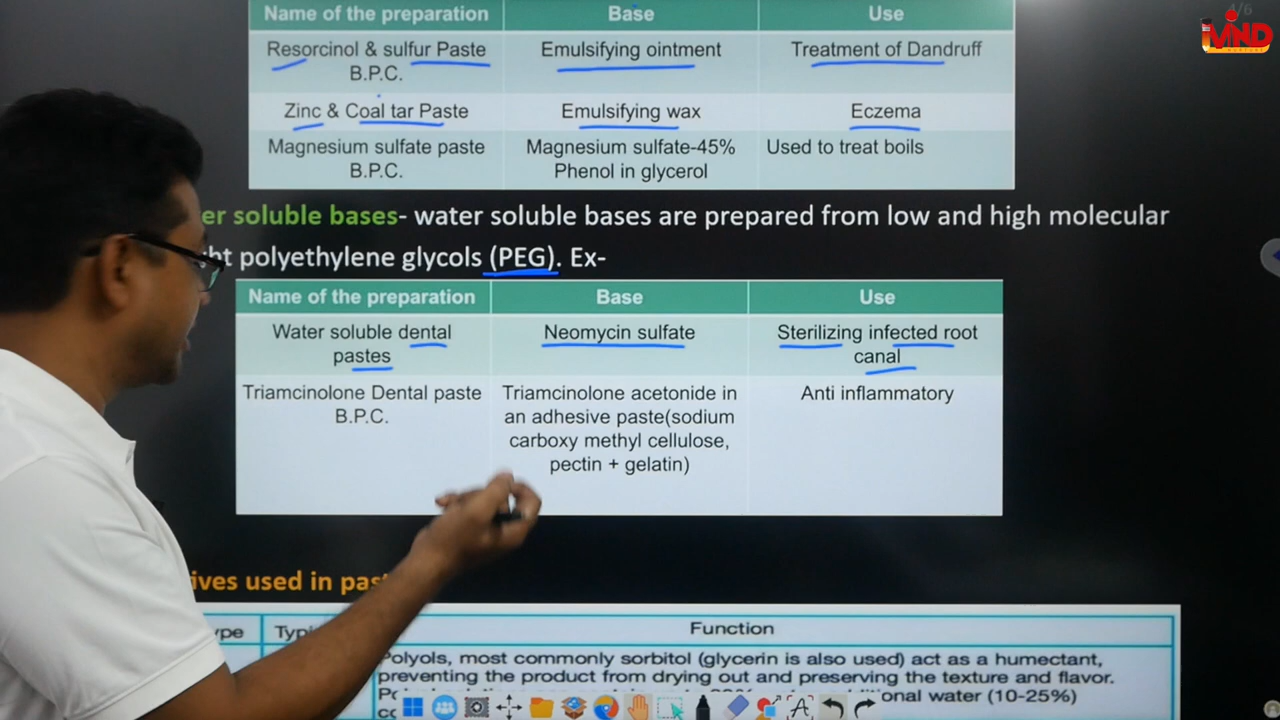 4/6
MIND
Name of the preparation Base Use
Resorcinol & sulfur Paste B.P.C. Emulsifying ointment Treatment of Dandruff
Zinc & Coal tar Paste Emulsifying wax Eczema
Magnesium sulfate paste B.P.C. Magnesium sulfate-45% Phenol in glycerol Used to treat boils
er soluble bases- water soluble bases are prepared from low and high molecular
ht polyethylene glycols (PEG). Ex-
Name of the preparation Base Use
Water soluble dental pastes Neomycin sulfate Sterilizing infected root canal
Triamcinolone Dental paste B.P.C. Triamcinolone acetonide in an adhesive paste(sodium carboxy methyl cellulose, pectin + gelatin) Anti inflammatory
ives used in pas
ype Typi Function
Polyols, most commonly sorbitol (glycerin is also used) act as a humectant,
preventing the product from drying out and preserving the texture and flavor.
onal water (10-25%)